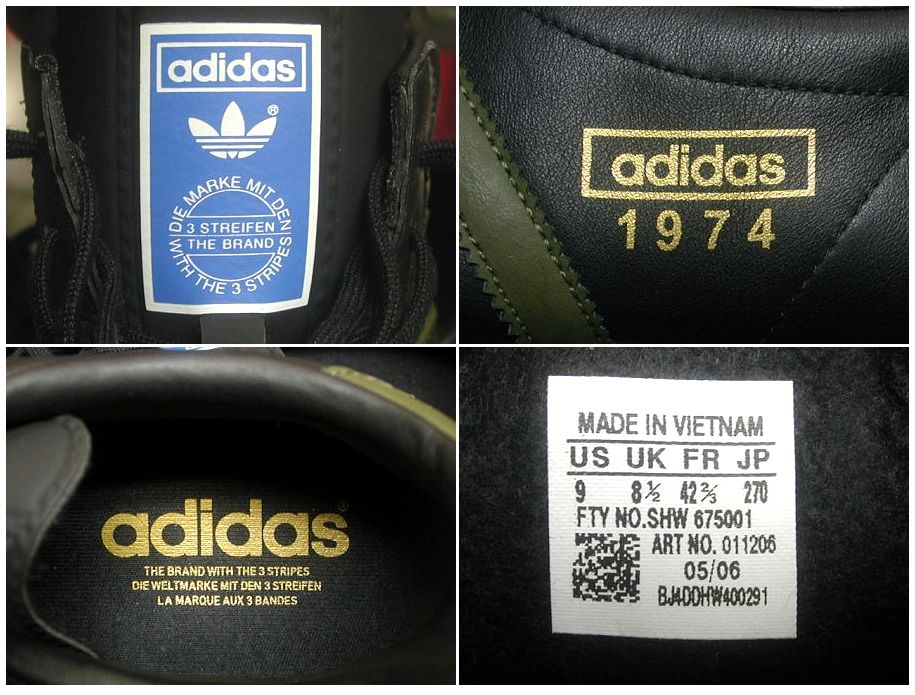 adidas
®
DIE MARKE MIT DEN
3 STREIFEN
THE BRAND
WITH THE 3 STRIPES
adidas
1974
adidas®
THE BRAND WITH THE 3 STRIPES
DIE WELTMARKE MIT DEN 3 STREIFEN
LA MARQUE AUX 3 BANDES
MADE IN VIETNAM
US UK FR JP
9 8½ 42⅔ 270
FTY NO.SHW 675001
ART NO. 011206
05/06
BJ4DDHW400291